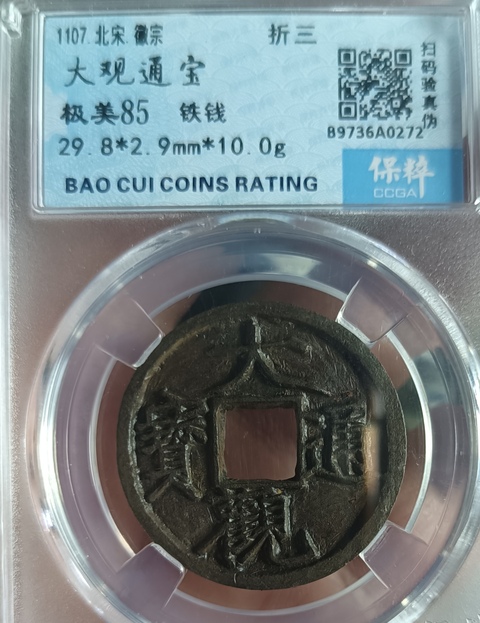 1107. 北宋 徽宗 折三
大观通宝
极美85 铁钱
29.8*2.9mm*10.0g
BAO CUI COINS RATING
扫码验真伪
B9736A0272
保粹
CCGA
大觀通寶